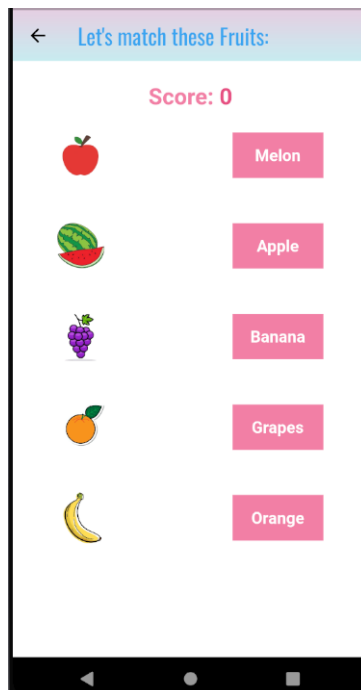 Let's match these Fruits:
Score: 0
Melon
Apple
Banana
Grapes
Orange